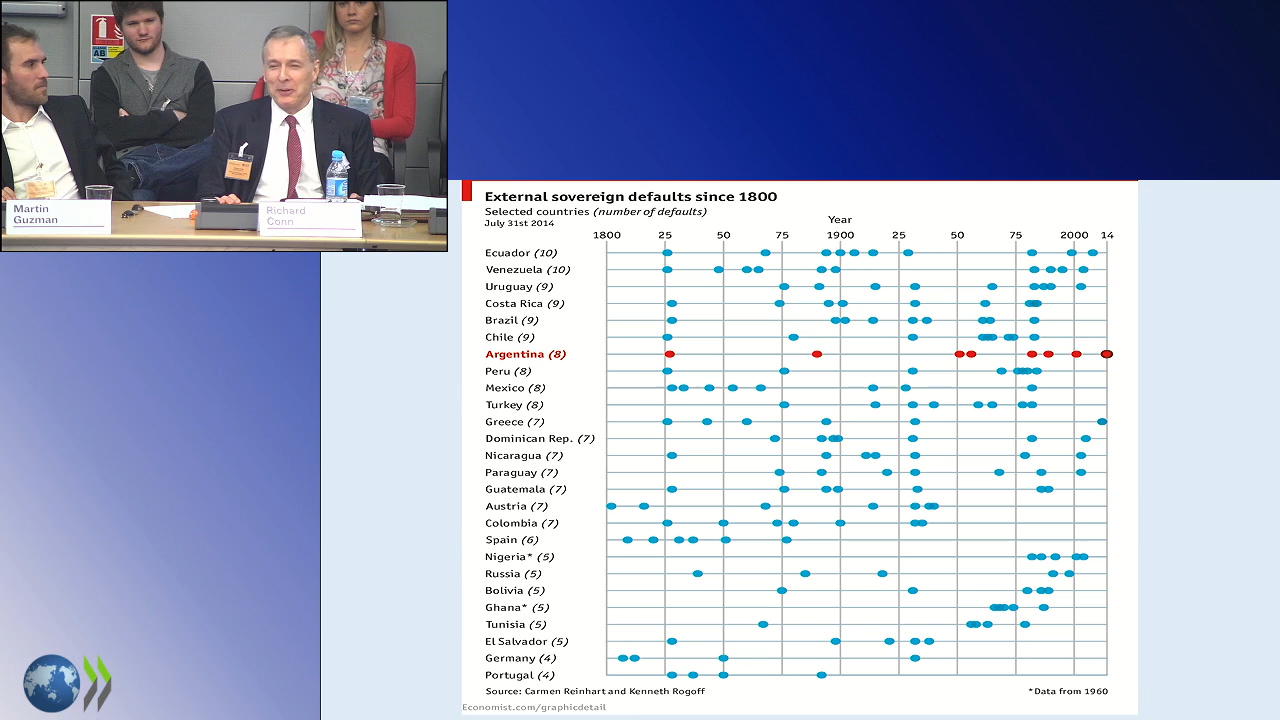 AB
Martin
Guzman
Richard
Conn
External sovereign defaults since 1800
Selected countries (number of defaults)
July 31st 2014
Year
1800 25 50 75 1900 25 50 75 2000 14
Ecuador (10)
Venezuela (10)
Uruguay (9)
Costa Rica (9)
Brazil (9)
Chile (9)
Argentina (8)
Peru (8)
Mexico (8)
Turkey (8)
Greece (7)
Dominican Rep. (7)
Nicaragua (7)
Paraguay (7)
Guatemala (7)
Austria (7)
Colombia (7)
Spain (6)
Nigeria* (5)
Russia (5)
Bolivia (5)
Ghana* (5)
Tunisia (5)
El Salvador (5)
Germany (4)
Portugal (4)
Source: Carmen Reinhart and Kenneth Rogoff
*Data from 1960
Economist.com/graphicdetail